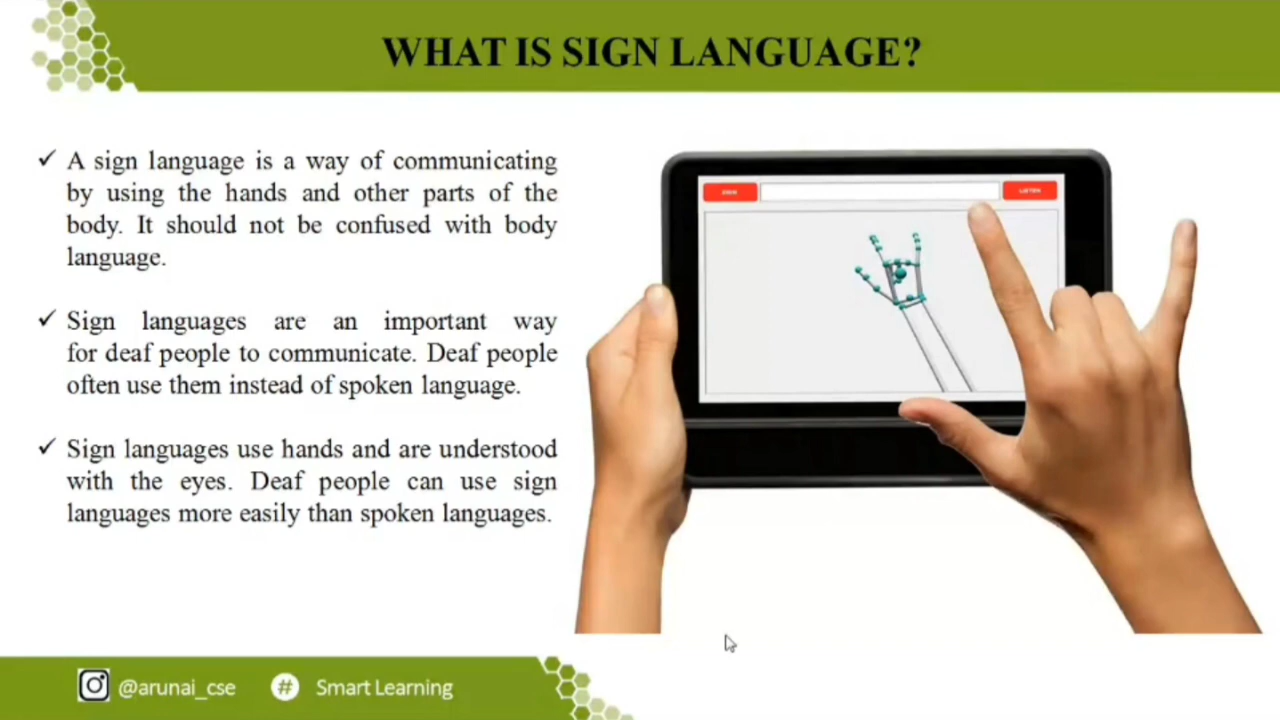 WHAT IS SIGN LANGUAGE?
✓ A sign language is a way of communicating
by using the hands and other parts of the
body. It should not be confused with body
language.
✓ Sign languages are an important way
for deaf people to communicate. Deaf people
often use them instead of spoken language.
✓ Sign languages use hands and are understood
with the eyes. Deaf people can use sign
languages more easily than spoken languages.
@arunai_cse # Smart Learning